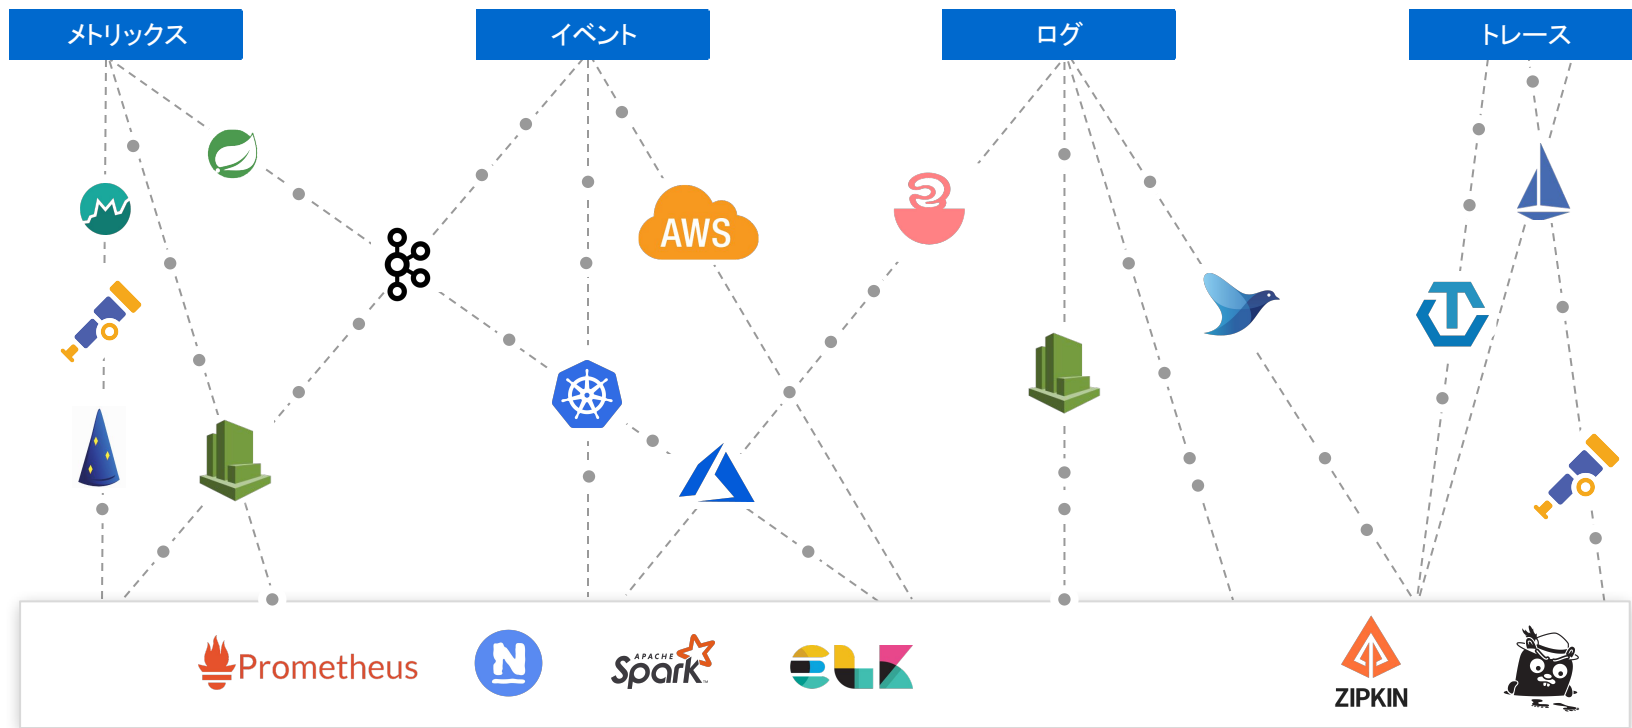 メトリックス
イベント
ログ
トレース
AWS
Prometheus
N
APACHE
Spark
ZIPKIN